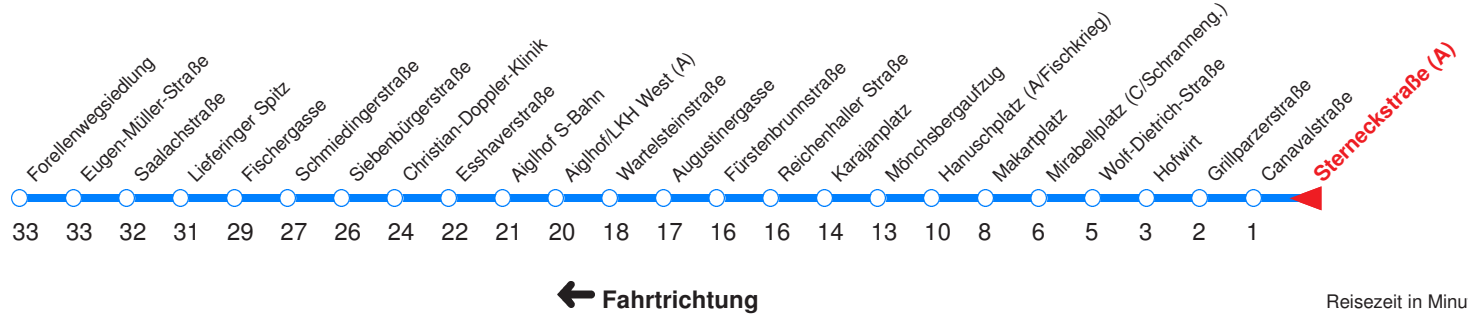 Forellenwegsiedlung
Eugen-Müller-Straße
Saalachstraße
Lieferinger Spitz
Fischergasse
Schmiedingerstraße
Siebenbürgerstraße
Christian-Doppler-Klinik
Esshaverstraße
Aiglhof S-Bahn
Aiglhof/LKH West (A)
Wartelsteinstraße
Augustinergasse
Fürstenbrunnstraße
Reichenhaller Straße
Karajanplatz
Mönchsbergaufzug
Hanuschplatz (A/Fischkrieg)
Makartplatz
Mirabellplatz (C/Schranneng.)
Wolf-Dietrich-Straße
Hofwirt
Grillparzerstraße
Canavalstraße
Sterneckstraße (A)
33 33 32 31 29 27 26 24 22 21 20 18 17 16 16 14 13 10 8 6 5 3 2 1
Fahrtrichtung
Reisezeit in Minu